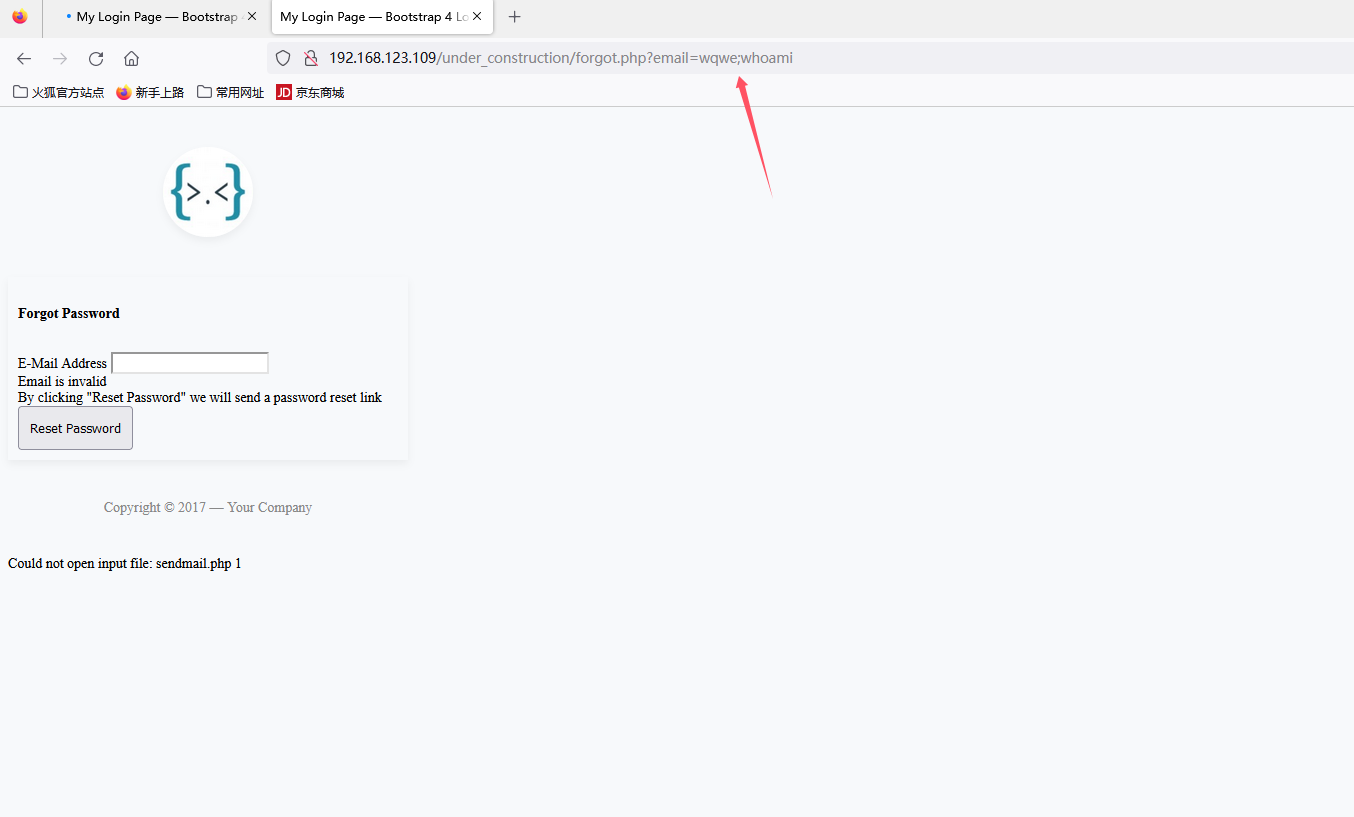 My Login Page — Bootstrap
My Login Page — Bootstrap 4 Lo
192.168.123.109/under_construction/forgot.php?email=wqwe;whoami
火狐官方站点 新手上路 常用网址 JD 京东商城
{>.<}
Forgot Password
E-Mail Address
Email is invalid
By clicking "Reset Password" we will send a password reset link
Reset Password
Copyright © 2017 — Your Company
Could not open input file: sendmail.php 1